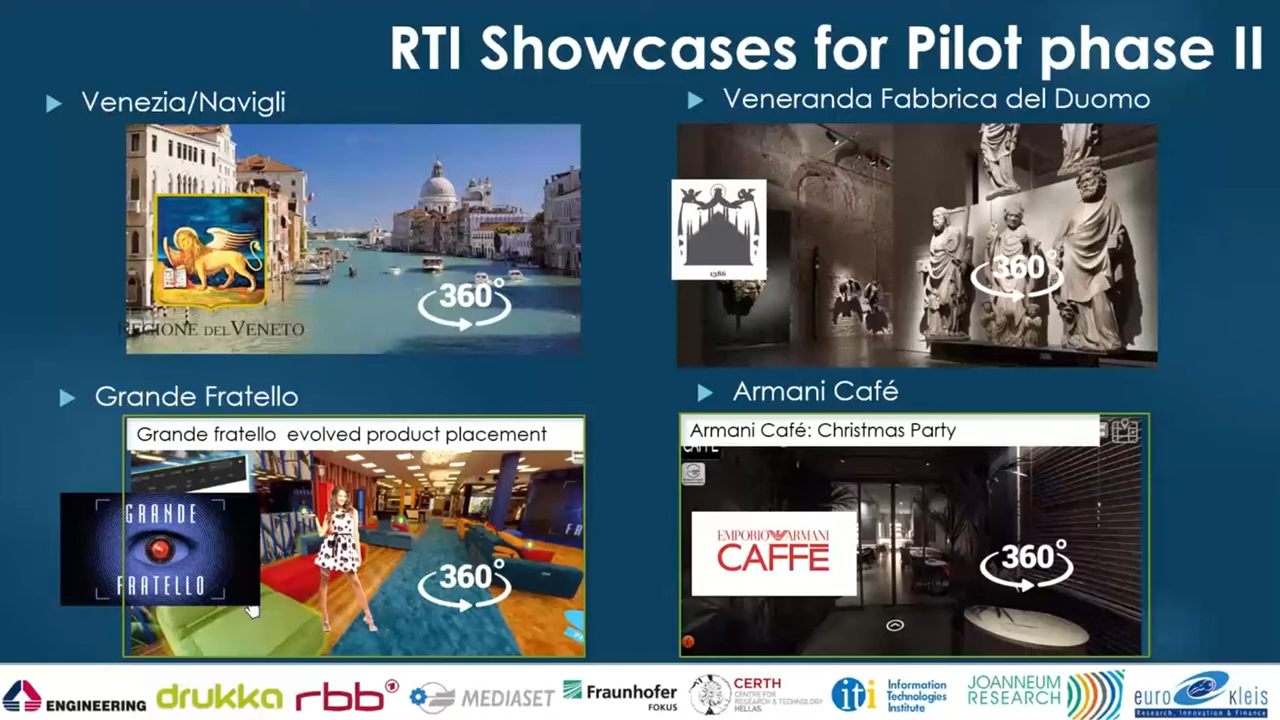 RTI Showcases for Pilot phase II
Venezia/Navigli
REGIONE DEL VENETO
360°
Veneranda Fabbrica del Duomo
1386
360°
Grande Fratello
Grande fratello evolved product placement
GRANDE
FRATELLO
360°
Armani Café
Armani Café: Christmas Party
CAFFE
EMPORIO ARMANI
CAFFÈ
360°
ENGINEERING
drukka
rbb
MEDIASET
Fraunhofer
FOKUS
CERTH
CENTRE FOR
RESEARCH & TECHNOLOGY
HELLAS
iti
Information
Technologies
Institute
JOANNEUM
RESEARCH
euro kleis
Research, Innovation & Finance